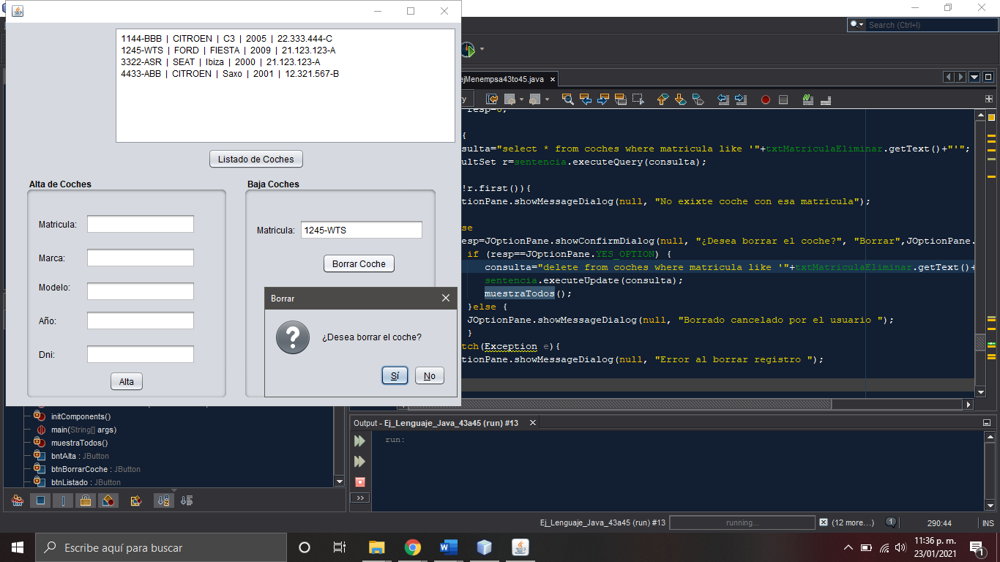 1144-BBB | CITROEN | C3 | 2005 | 22.333.444-C
1245-WTS | FORD | FIESTA | 2009 | 21.123.123-A
3322-ASR | SEAT | Ibiza | 2000 | 21.123.123-A
4433-ABB | CITROEN | Saxo | 2001 | 12.321.567-B
Listado de Coches
Alta de Coches
Matricula:
Marca:
Modelo:
Año:
Dni:
Alta
Baja Coches
Matricula: 1245-WTS
Borrar Coche
Borrar
¿Desea borrar el coche?
Sí No
Search (Ctrl+I)
ejMenempsa43to45.java
{
sulta="select * from coches where matricula like '"+txtMatriculaEliminar.getText()+"'";
ultSet r=sentencia.executeQuery(consulta);
!r.first()){
tionPane.showMessageDialog(null, "No exixte coche con esa matricula");
se
esp=JOptionPane.showConfirmDialog(null, "¿Desea borrar el coche?", "Borrar",JOptionPane.
if (resp==JOptionPane.YES_OPTION) {
consulta="delete from coches where matricula like '"+txtMatriculaEliminar.getText()+
sentencia.executeUpdate(consulta);
muestraTodos();
}else {
JOptionPane.showMessageDialog(null, "Borrado cancelado por el usuario ");
}
tch(Exception e){
tionPane.showMessageDialog(null, "Error al borrar registro ");
initComponents()
main(String[] args)
muestraTodos()
bntAlta : JButton
btnBorrarCoche : JButton
btnListado : JButton
Output - Ej_Lenguaje_Java_43a45 (run) #13
run:
>>
Ej_Lenguaje_Java_43a45 (run) #13
running...
(12 more...)
1
290:44
INS
Escribe aquí para buscar
11:36 p. m.
23/01/2021
1